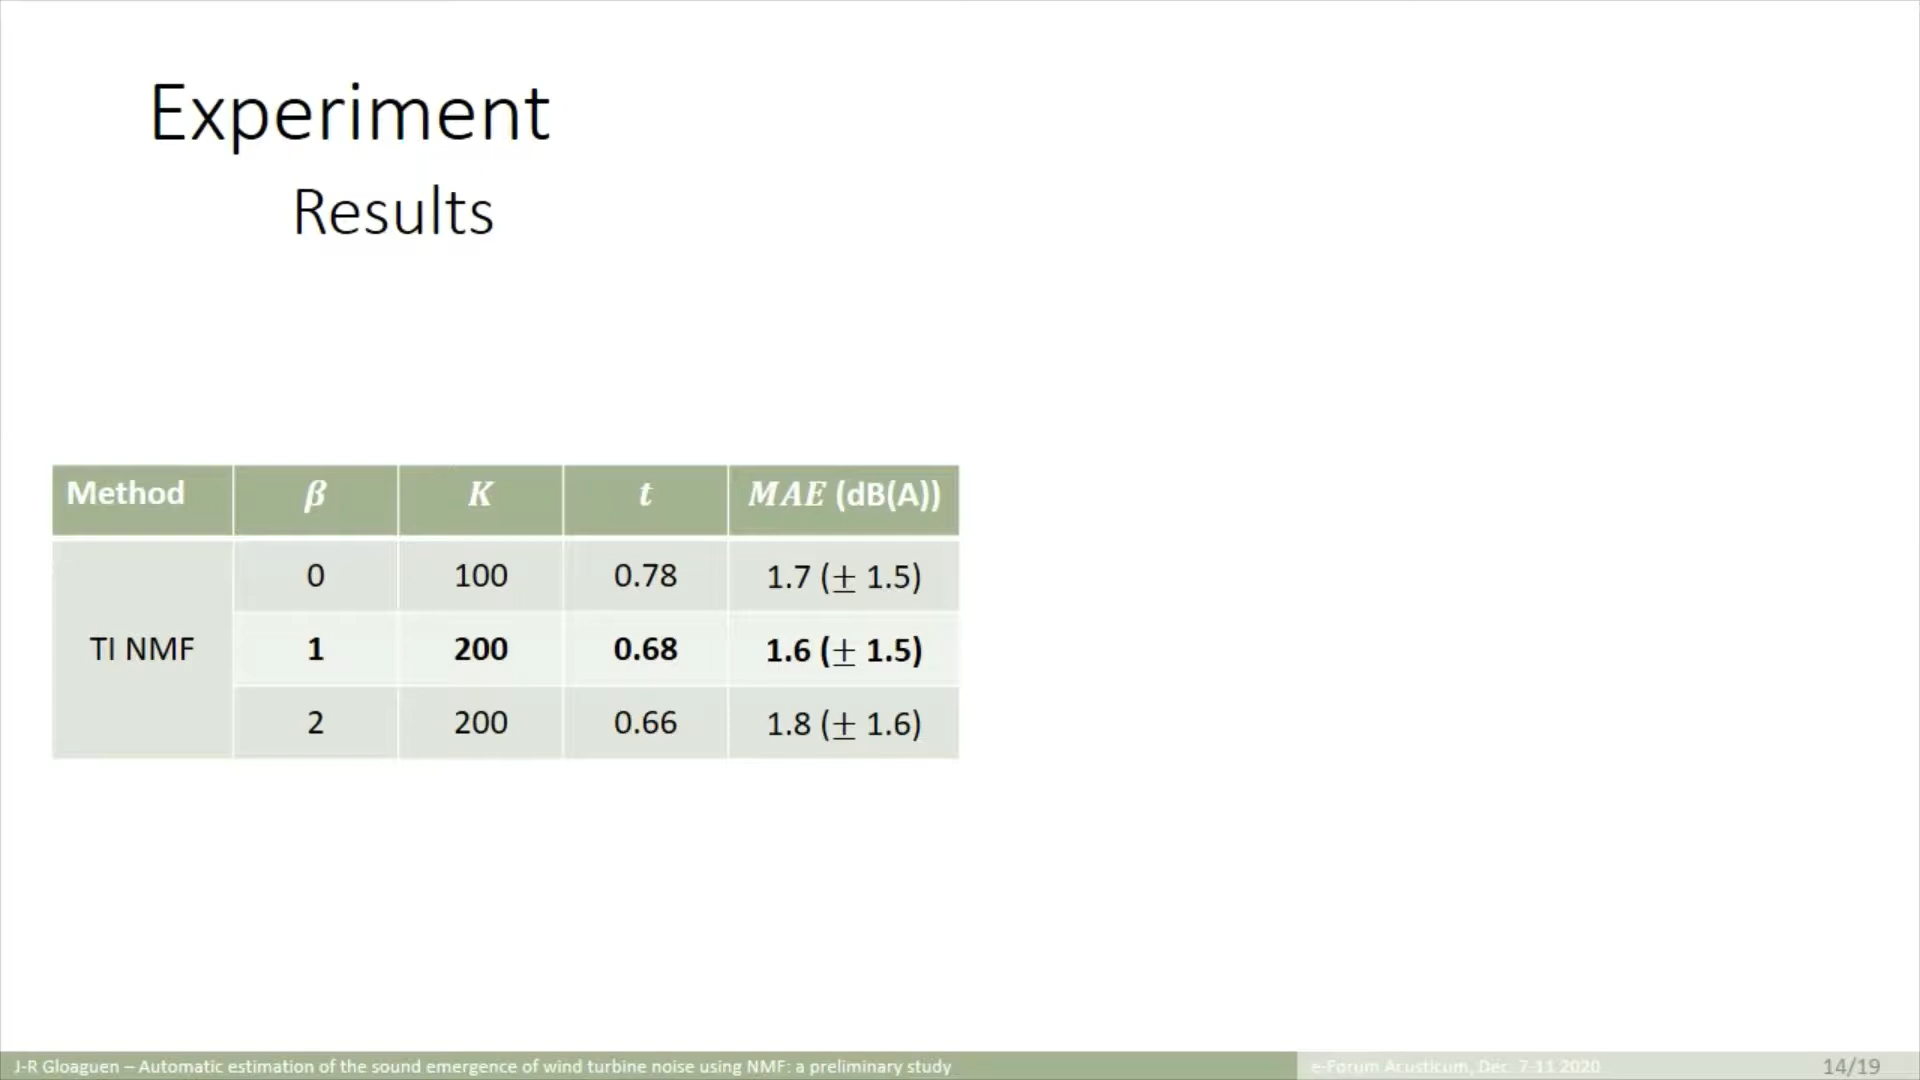 Experiment
Results
Method β K t MAE (dB(A))
0 100 0.78 1.7 (± 1.5)
TI NMF 1 200 0.68 1.6 (± 1.5)
2 200 0.66 1.8 (± 1.6)
J-R Gloaguen – Automatic estimation of the sound emergence of wind turbine noise using NMF: a preliminary study e-Forum Acusticum, Dec. 7-11 2020 14/19